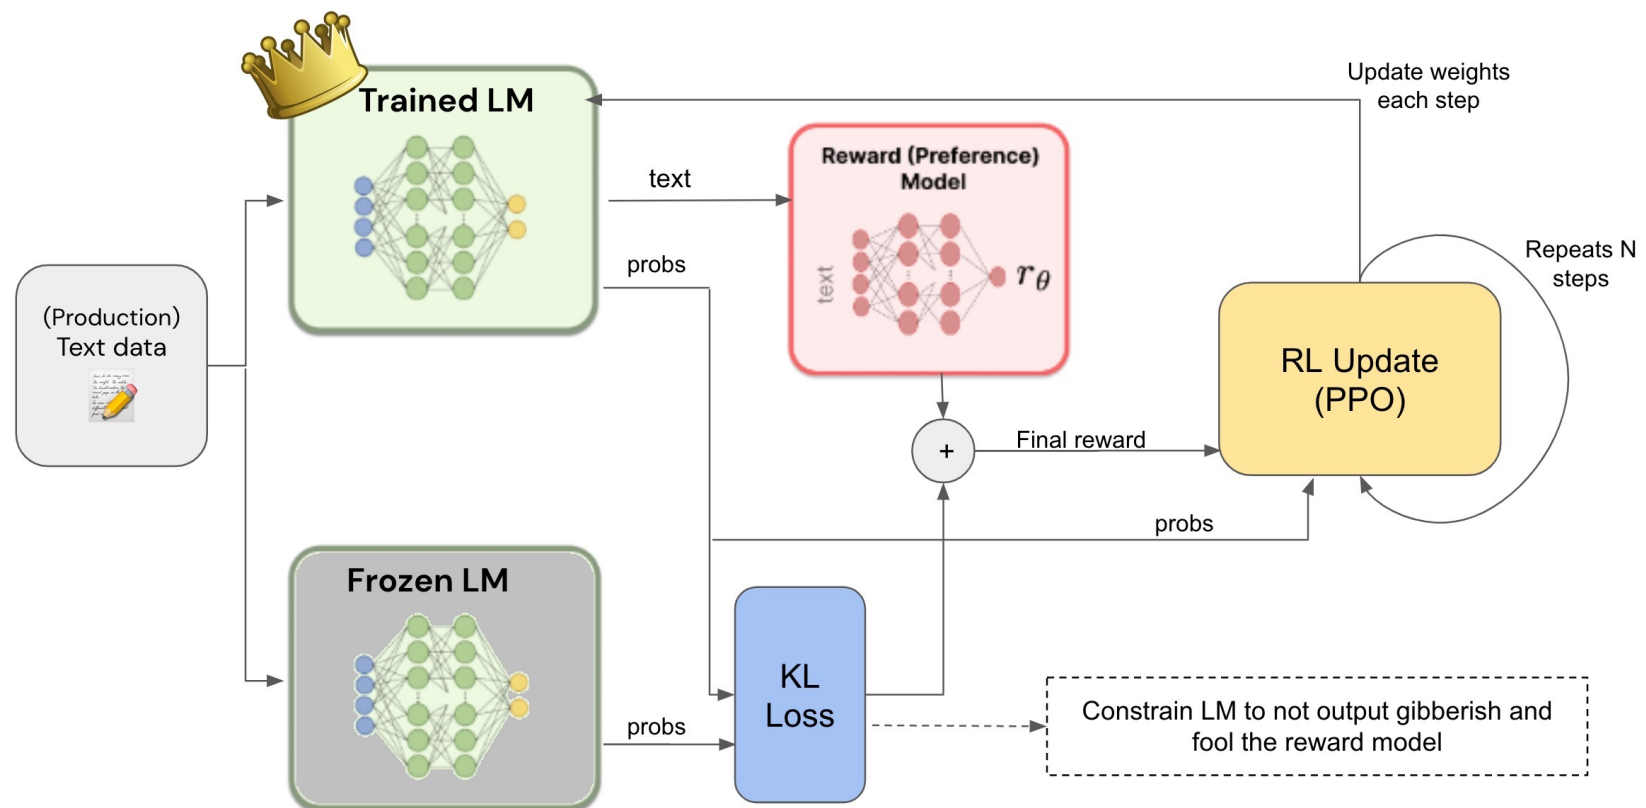 Trained LM
Update weights
each step
Reward (Preference)
Model
text
probs
text
rθ
Repeats N
steps
(Production)
Text data
RL Update
(PPO)
+
Final reward
probs
Frozen LM
KL
Loss
probs
Constrain LM to not output gibberish and
fool the reward model